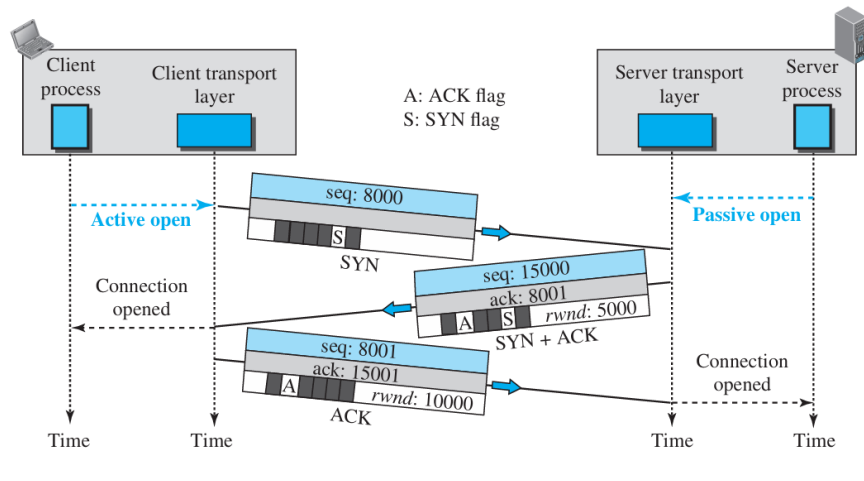 Client
process
Client transport
layer
A: ACK flag
S: SYN flag
Server transport
layer
Server
process
Active open
Passive open
seq: 8000
S
SYN
seq: 15000
ack: 8001
A S rwnd: 5000
SYN + ACK
Connection
opened
seq: 8001
ack: 15001
A rwnd: 10000
ACK
Connection
opened
Time
Time
Time
Time